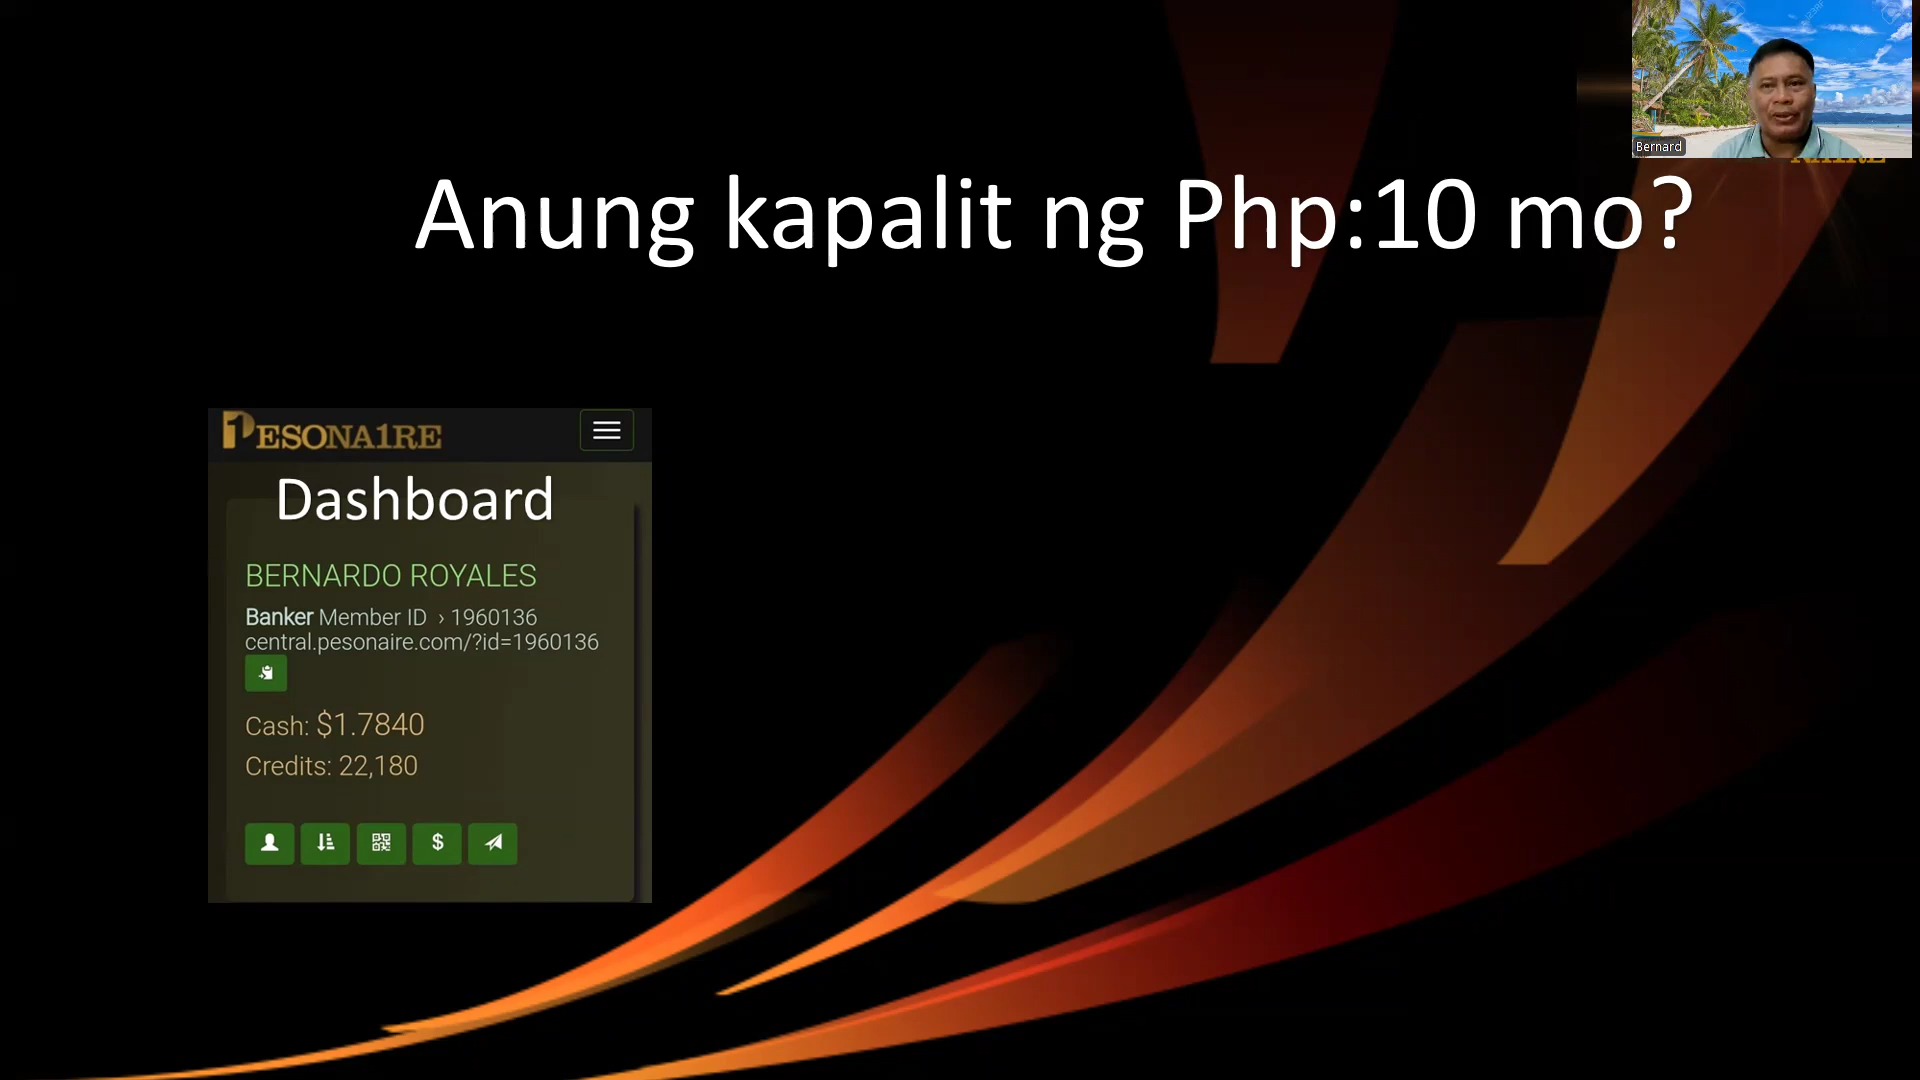 Anung kapalit ng Php:10 mo?
Bernard
PESONA1RE
Dashboard
BERNARDO ROYALES
Banker Member ID › 1960136
central.pesonaire.com/?id=1960136
Cash: $1.7840
Credits: 22,180
$